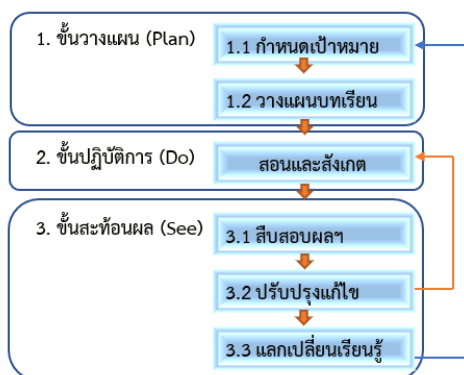 1. ขั้นวางแผน (Plan)
1.1 กำหนดเป้าหมาย
1.2 วางแผนบทเรียน
2. ขั้นปฏิบัติการ (Do)
สอนและสังเกต
3. ขั้นสะท้อนผล (See)
3.1 สืบสอบผลฯ
3.2 ปรับปรุงแก้ไข
3.3 แลกเปลี่ยนเรียนรู้